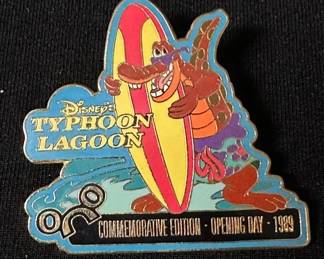 Disney's
TYPHOON
LAGOON
COMMEMORATIVE EDITION · OPENING DAY · 1989